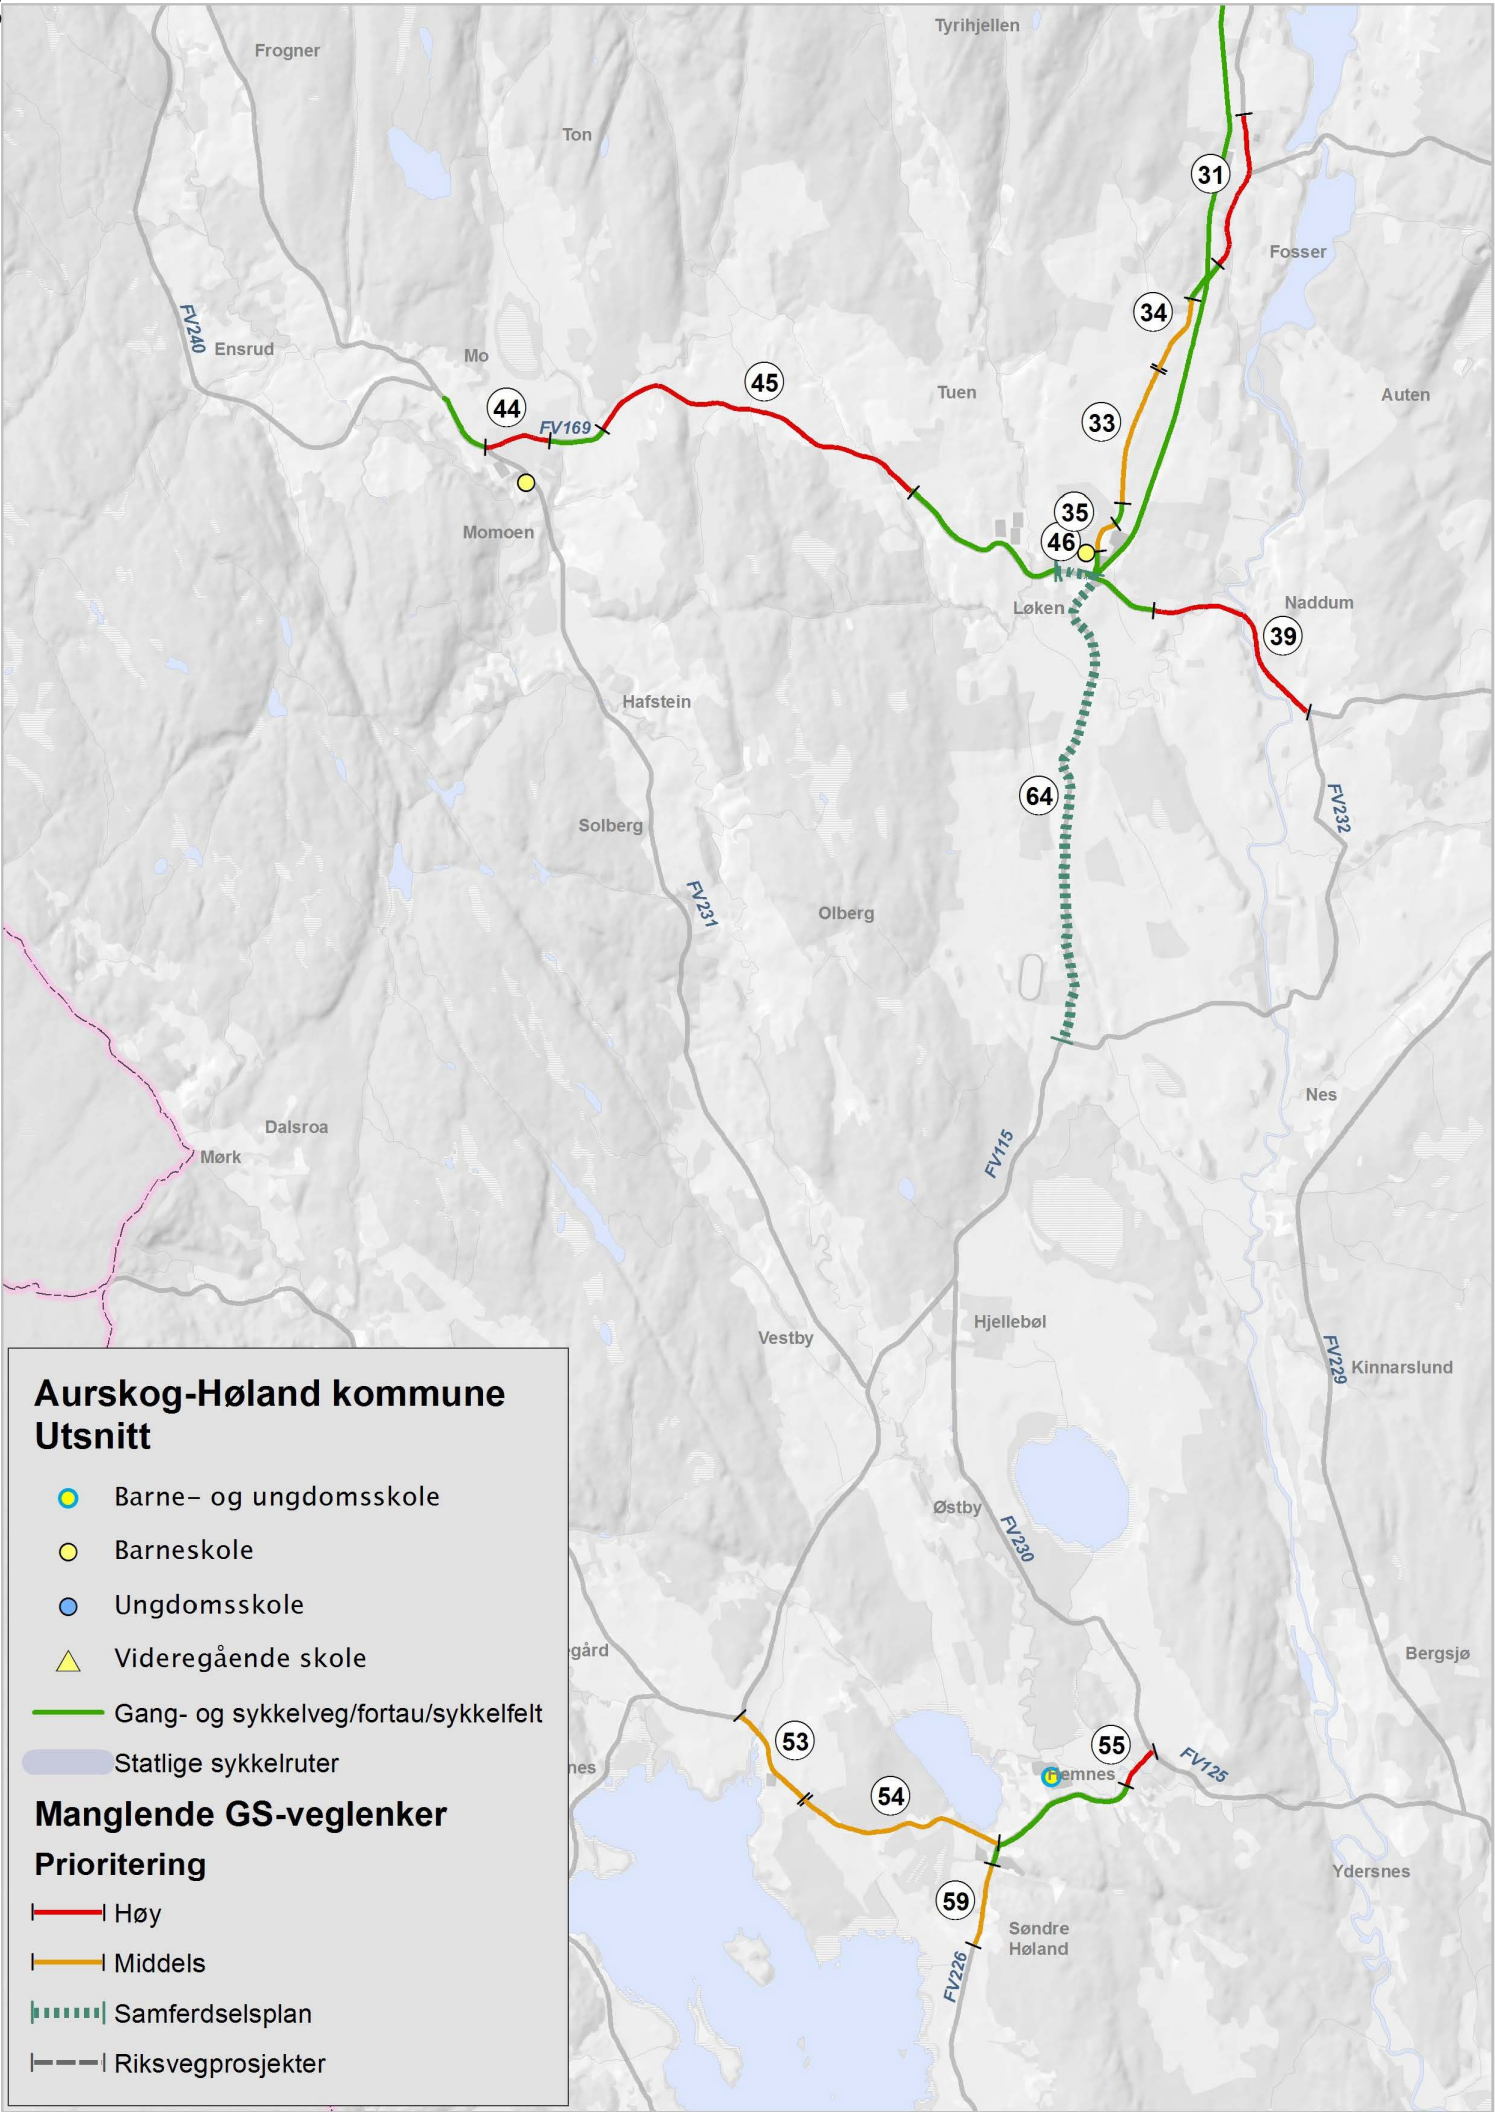 Tyrihjellen
Frogner
Ton
31
Fosser
34
FV240
Ensrud
Mo
45
Tuen
Auten
44
FV169
33
35
46
Momoen
Løken
Naddum
39
Hafstein
64
FV232
Solberg
FV231
Olberg
Nes
Dalsroa
Mørk
FV115
Hjellebøl
Vestby
FV229
Kinnarslund
Østby
FV230
gård
Bergsjø
53
55
FV125
nes
Hemnes
54
Ydersnes
59
Søndre
Høland
FV226
Aurskog-Høland kommune
Utsnitt
Barne- og ungdomsskole
Barneskole
Ungdomsskole
Videregående skole
Gang- og sykkelveg/fortau/sykkelfelt
Statlige sykkelruter
Manglende GS-veglenker
Prioritering
Høy
Middels
Samferdselsplan
Riksvegprosjekter